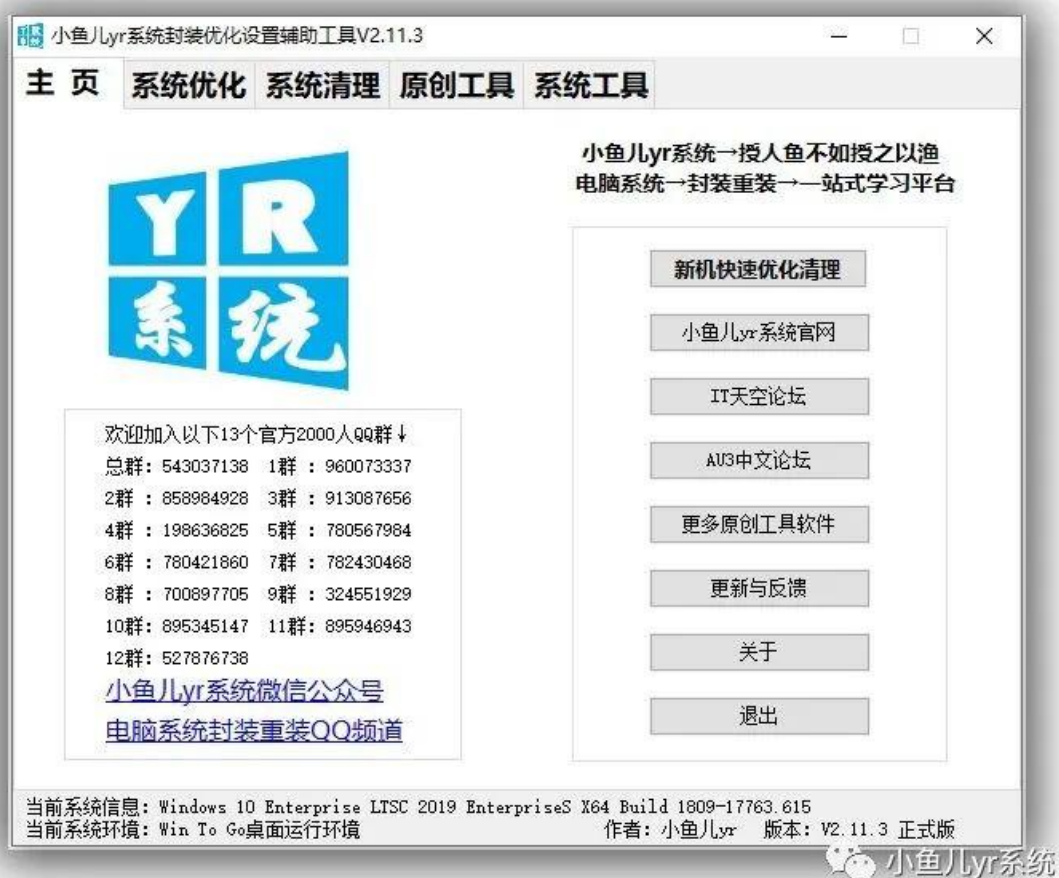 小鱼儿yr系统封装优化设置辅助工具V2.11.3
主 页 系统优化 系统清理 原创工具 系统工具
YR
系统
小鱼儿yr系统→授人鱼不如授之以渔
电脑系统→封装重装→一站式学习平台
欢迎加入以下13个官方2000人QQ群↓
总群：543037138 1群 ：960073337
2群 ：858984928 3群 ：913087656
4群 ：198636825 5群 ：780567984
6群 ：780421860 7群 ：782430468
8群 ：700897705 9群 ：324551929
10群：895345147 11群：895946943
12群：527876738
小鱼儿yr系统微信公众号
电脑系统封装重装QQ频道
新机快速优化清理
小鱼儿yr系统官网
IT天空论坛
AU3中文论坛
更多原创工具软件
更新与反馈
关于
退出
当前系统信息：Windows 10 Enterprise LTSC 2019 EnterpriseS X64 Build 1809-17763.615
当前系统环境：Win To Go桌面运行环境 作者：小鱼儿yr 版本：V2.11.3 正式版
小鱼儿yr系统